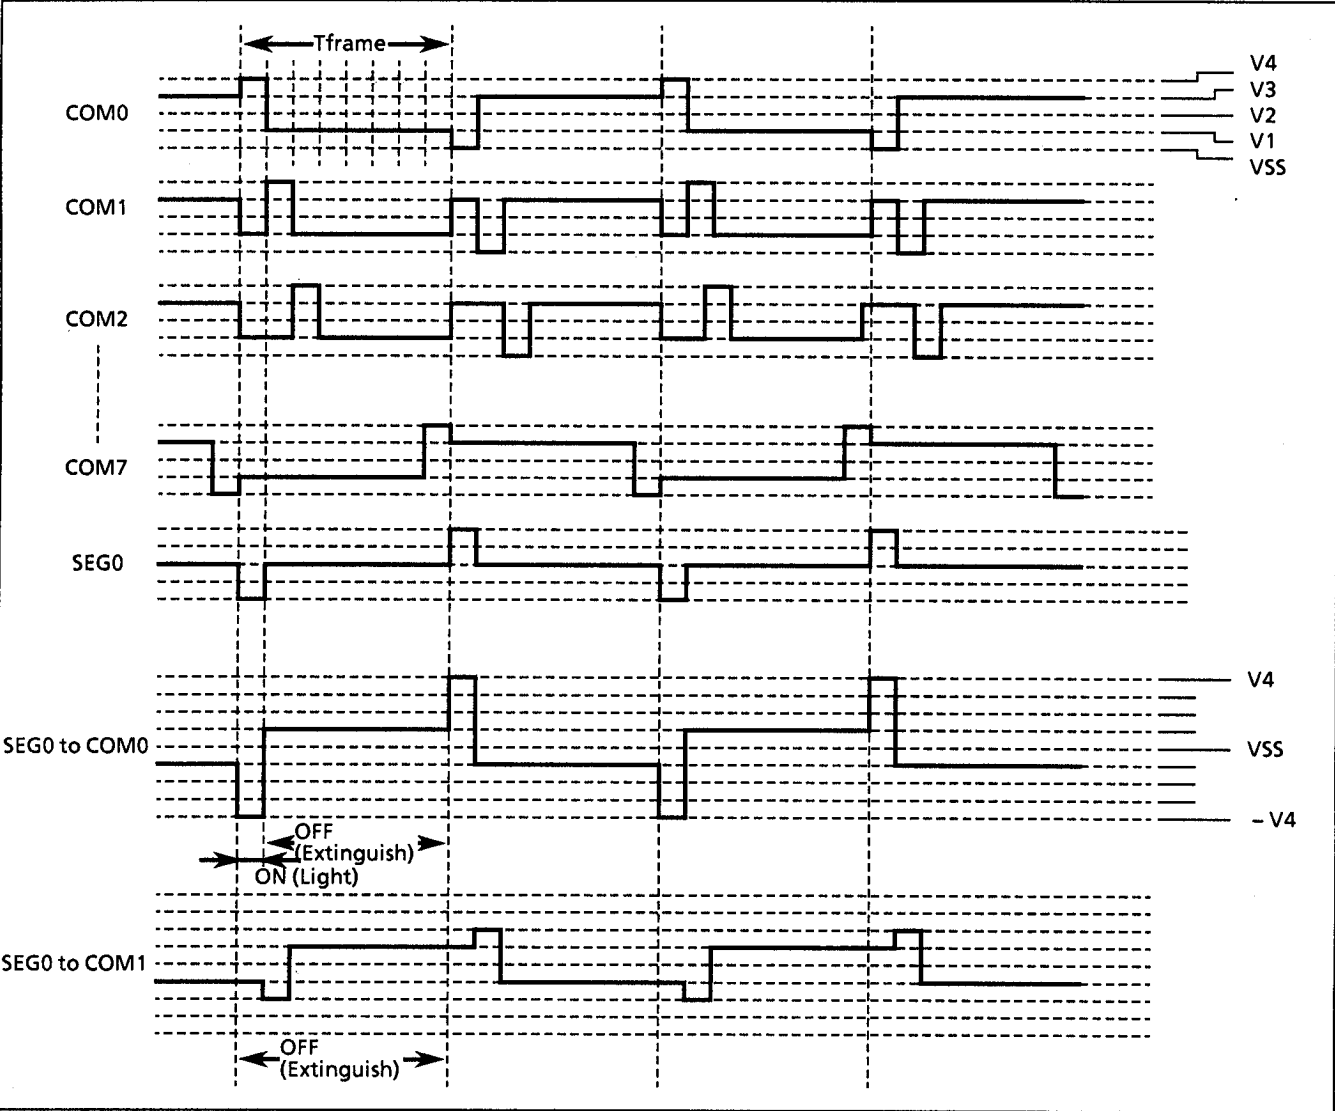 Tframe
V4
V3
COM0
V2
V1
VSS
COM1
COM2
COM7
SEG0
V4
SEG0 to COM0
VSS
– V4
OFF
(Extinguish)
ON (Light)
SEG0 to COM1
OFF
(Extinguish)